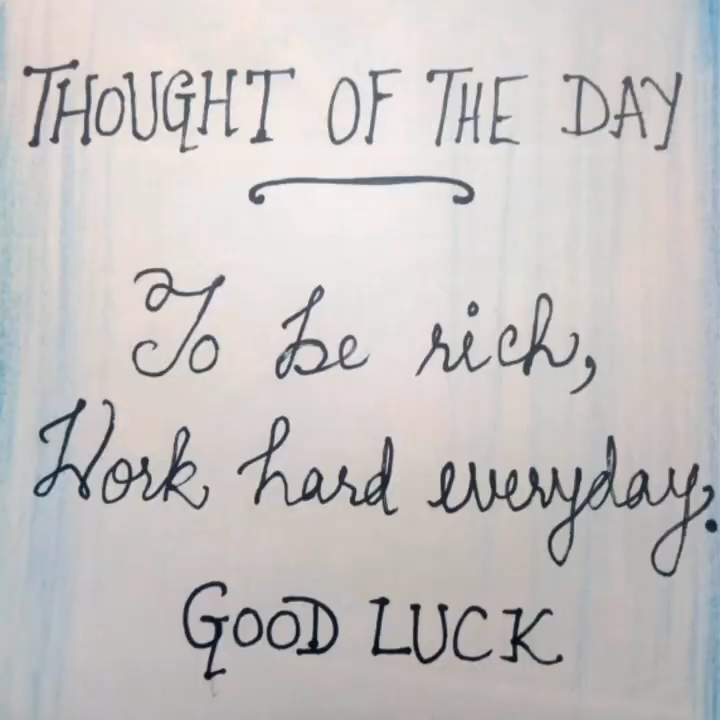 THOUGHT OF THE DAY
To be rich,
Work hard everyday.
GOOD LUCK